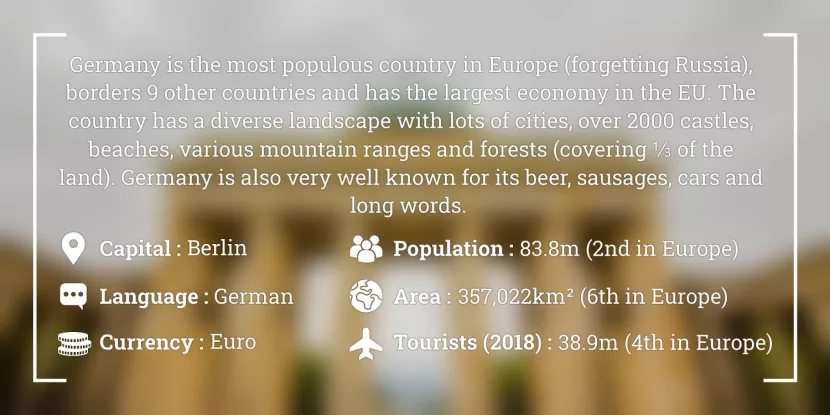 Germany is the most populous country in Europe (forgetting Russia),
borders 9 other countries and has the largest economy in the EU. The
country has a diverse landscape with lots of cities, over 2000 castles,
beaches, various mountain ranges and forests (covering ⅓ of the
land). Germany is also very well known for its beer, sausages, cars and
long words.
Capital : Berlin
Population : 83.8m (2nd in Europe)
Language : German
Area : 357,022km² (6th in Europe)
Currency : Euro
Tourists (2018) : 38.9m (4th in Europe)